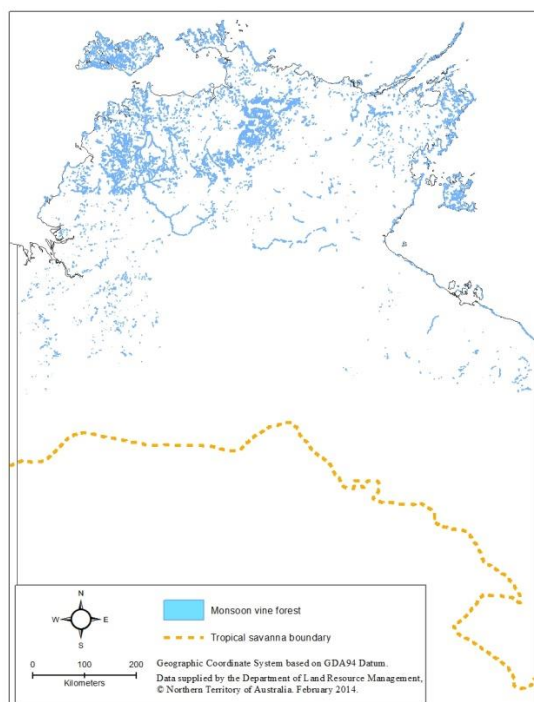 N
W E
S
0 100 200
Kilometers
Monsoon vine forest
Tropical savanna boundary
Geographic Coordinate System based on GDA94 Datum.
Data supplied by the Department of Land Resource Management,
© Northern Territory of Australia. February 2014.